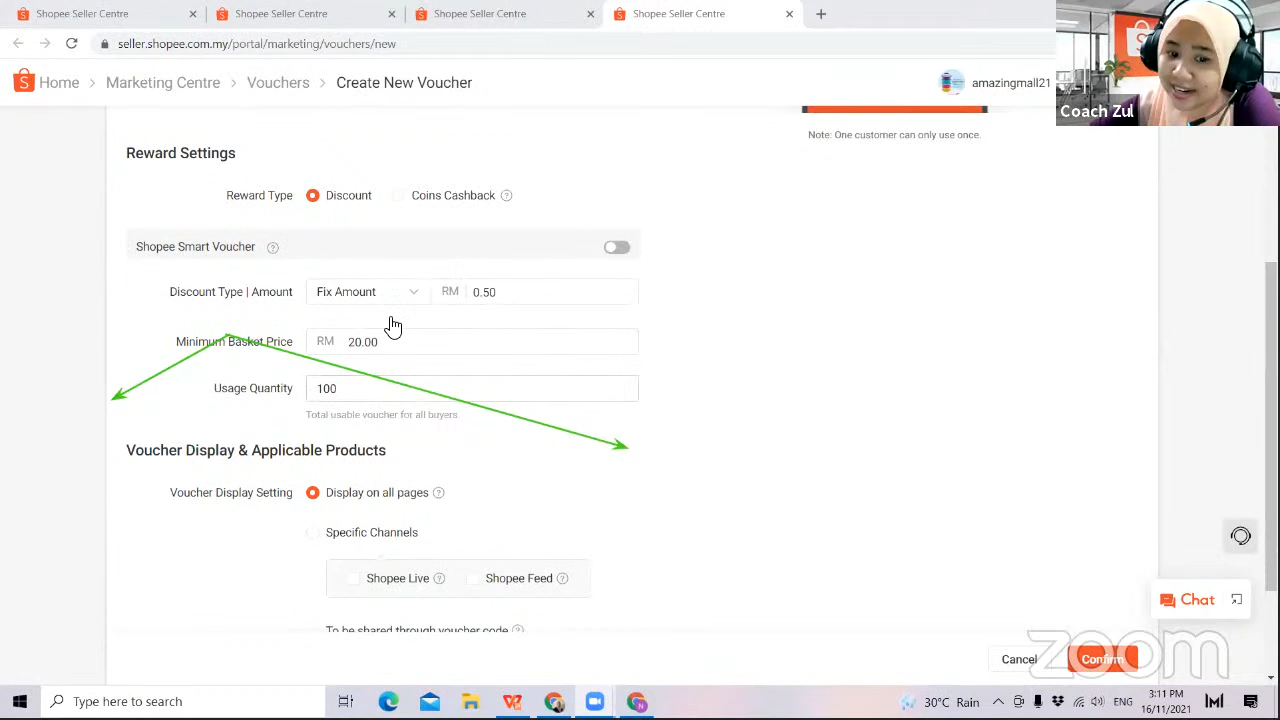 Shopee Seller Centre
Shopee Seller Centre
Shopee Seller Centre
Shopee Seller Centre
seller.shopee.com.my/portal/marketing/vouchers/new
Home > Marketing Centre > Vouchers > Create New Voucher
amazingmall21
Coach Zul
Note: One customer can only use once.
Reward Settings
Reward Type Discount Coins Cashback
Shopee Smart Voucher
Discount Type | Amount Fix Amount RM 0.50
Minimum Basket Price RM 20.00
Usage Quantity 100
Total usable voucher for all buyers.
Voucher Display & Applicable Products
Voucher Display Setting Display on all pages
Specific Channels
Shopee Live Shopee Feed
To be shared through voucher code
Chat
Cancel Confirm
zoom
Type here to search
30°C Rain
3:11 PM
16/11/2021